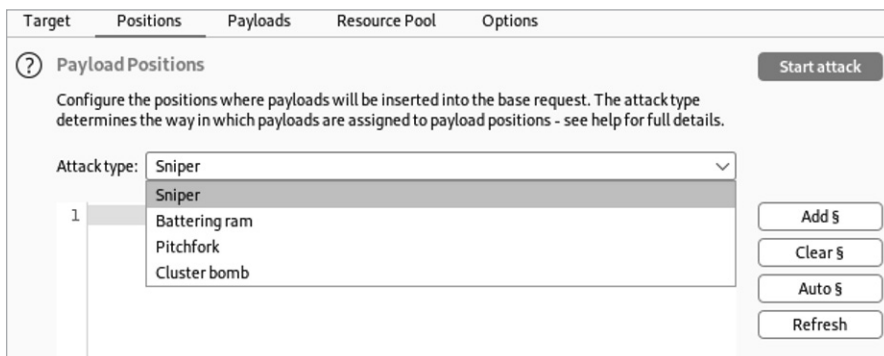 Target Positions Payloads Resource Pool Options
? Payload Positions
Start attack
Configure the positions where payloads will be inserted into the base request. The attack type
determines the way in which payloads are assigned to payload positions - see help for full details.
Attack type: Sniper
Sniper
Battering ram
Pitchfork
Cluster bomb
1
Add §
Clear §
Auto §
Refresh